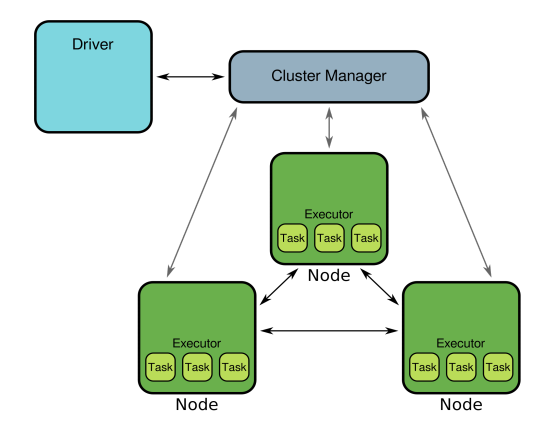 Driver
Cluster Manager
Executor
Task Task Task
Node
Executor
Task Task Task
Node
Executor
Task Task Task
Node